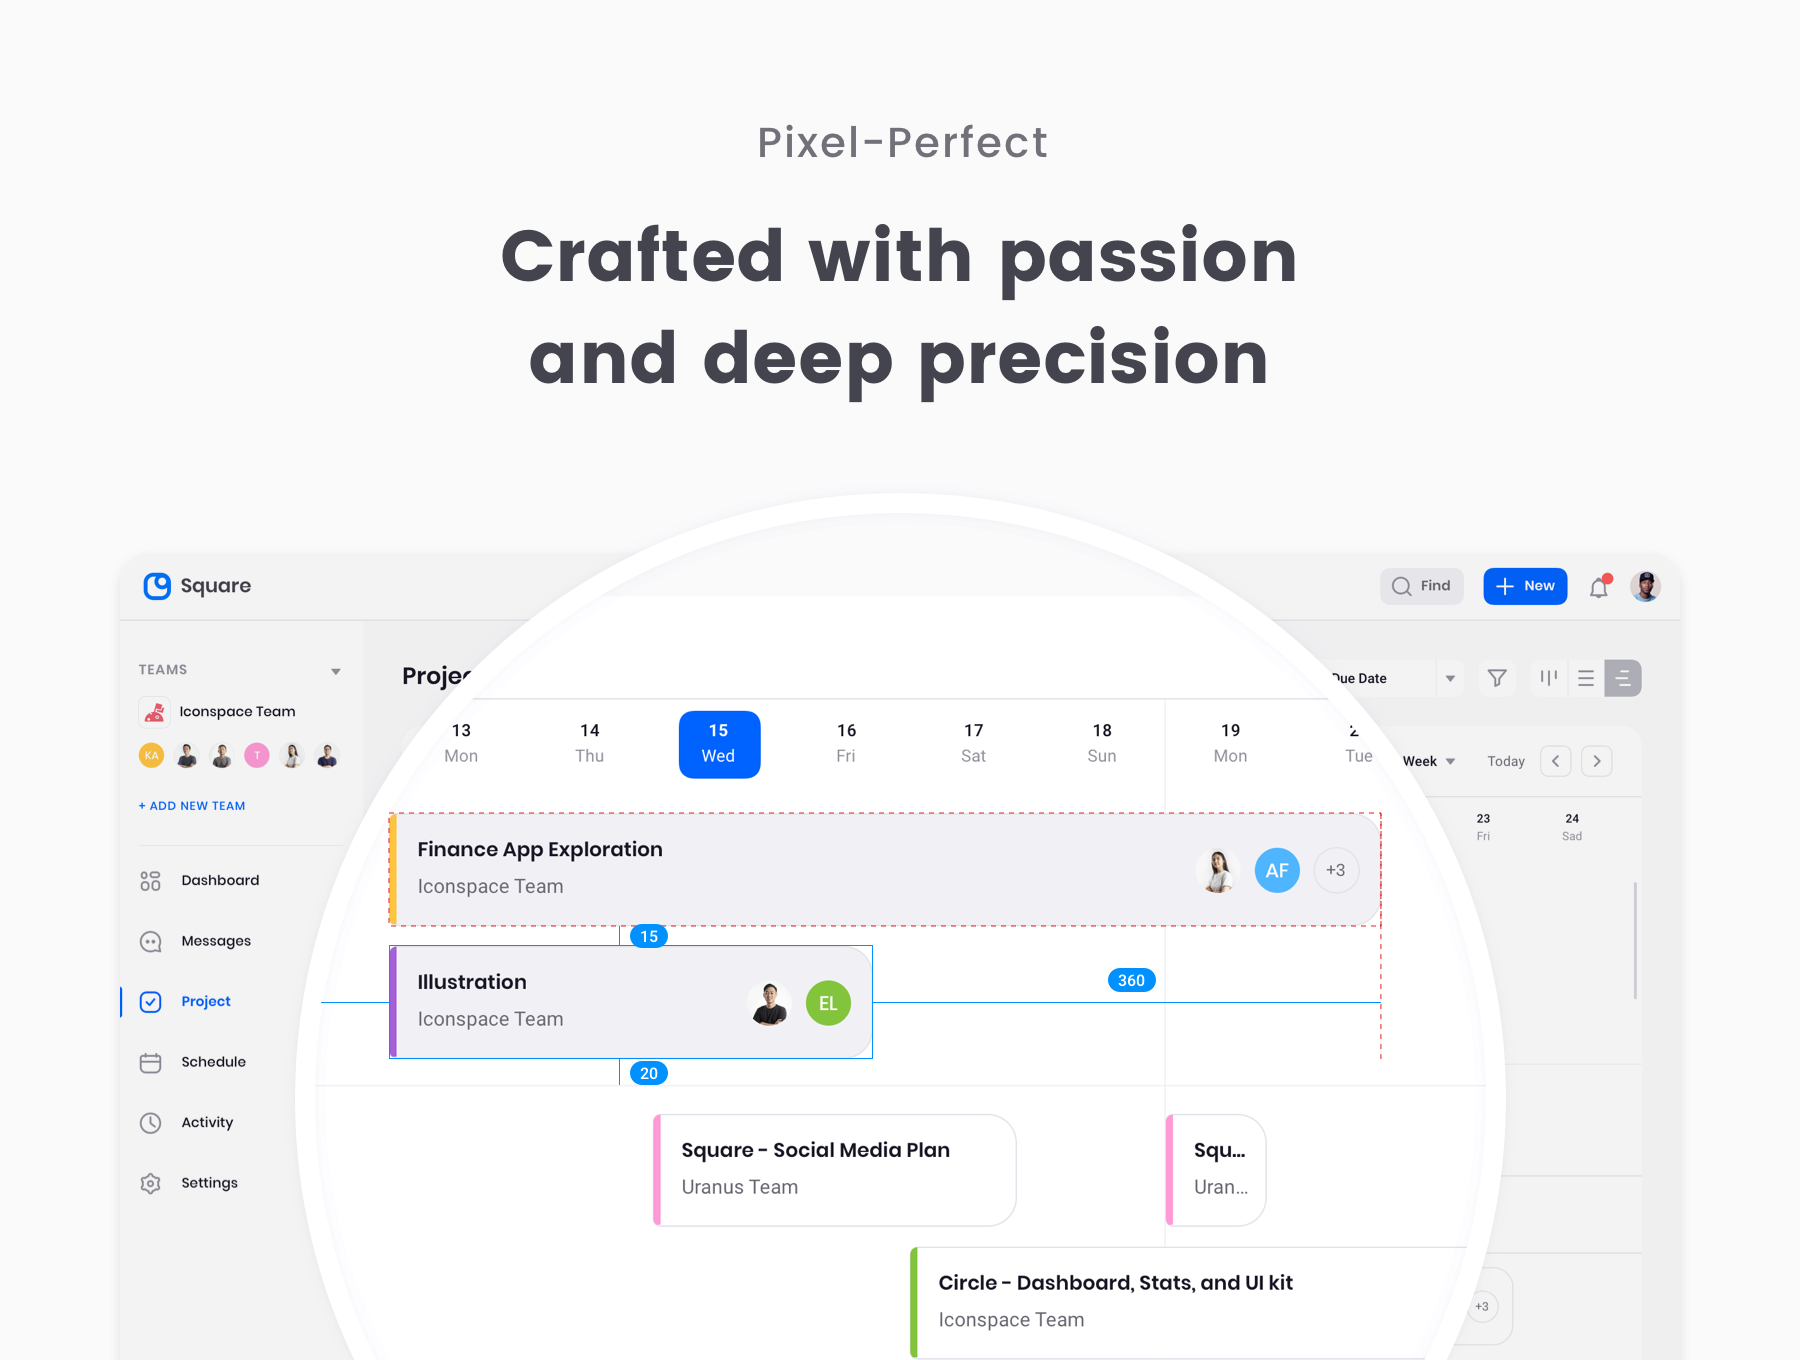 Pixel-Perfect
Crafted with passion
and deep precision
Square
Find
New
TEAMS
Iconspace Team
KA
T
+ ADD NEW TEAM
Dashboard
Messages
Project
Schedule
Activity
Settings
Due Date
Week
Today
13 14 15 16 17 18 19
Mon Thu Wed Fri Sat Sun Mon Tue
23 24
Fri Sad
Finance App Exploration
Iconspace Team
AF
+3
15
Illustration
Iconspace Team
EL
360
20
Square - Social Media Plan
Uranus Team
Squ...
Uran...
Circle - Dashboard, Stats, and UI kit
Iconspace Team
+3